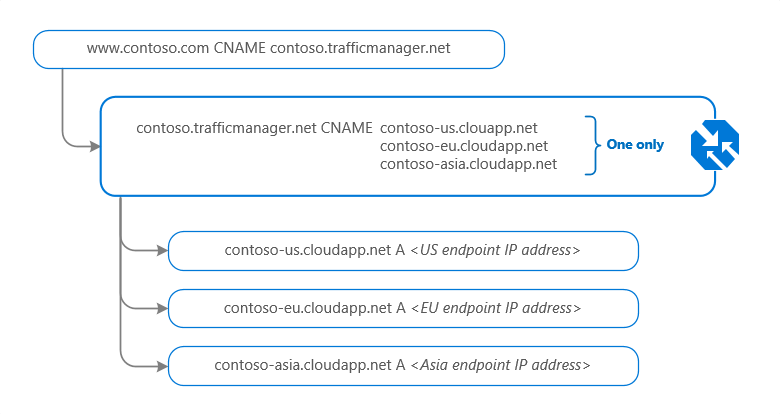 www.contoso.com CNAME contoso.trafficmanager.net
contoso.trafficmanager.net CNAME contoso-us.clouapp.net
contoso-eu.cloudapp.net
contoso-asia.cloudapp.net
One only
contoso-us.cloudapp.net A <US endpoint IP address>
contoso-eu.cloudapp.net A <EU endpoint IP address>
contoso-asia.cloudapp.net A <Asia endpoint IP address>